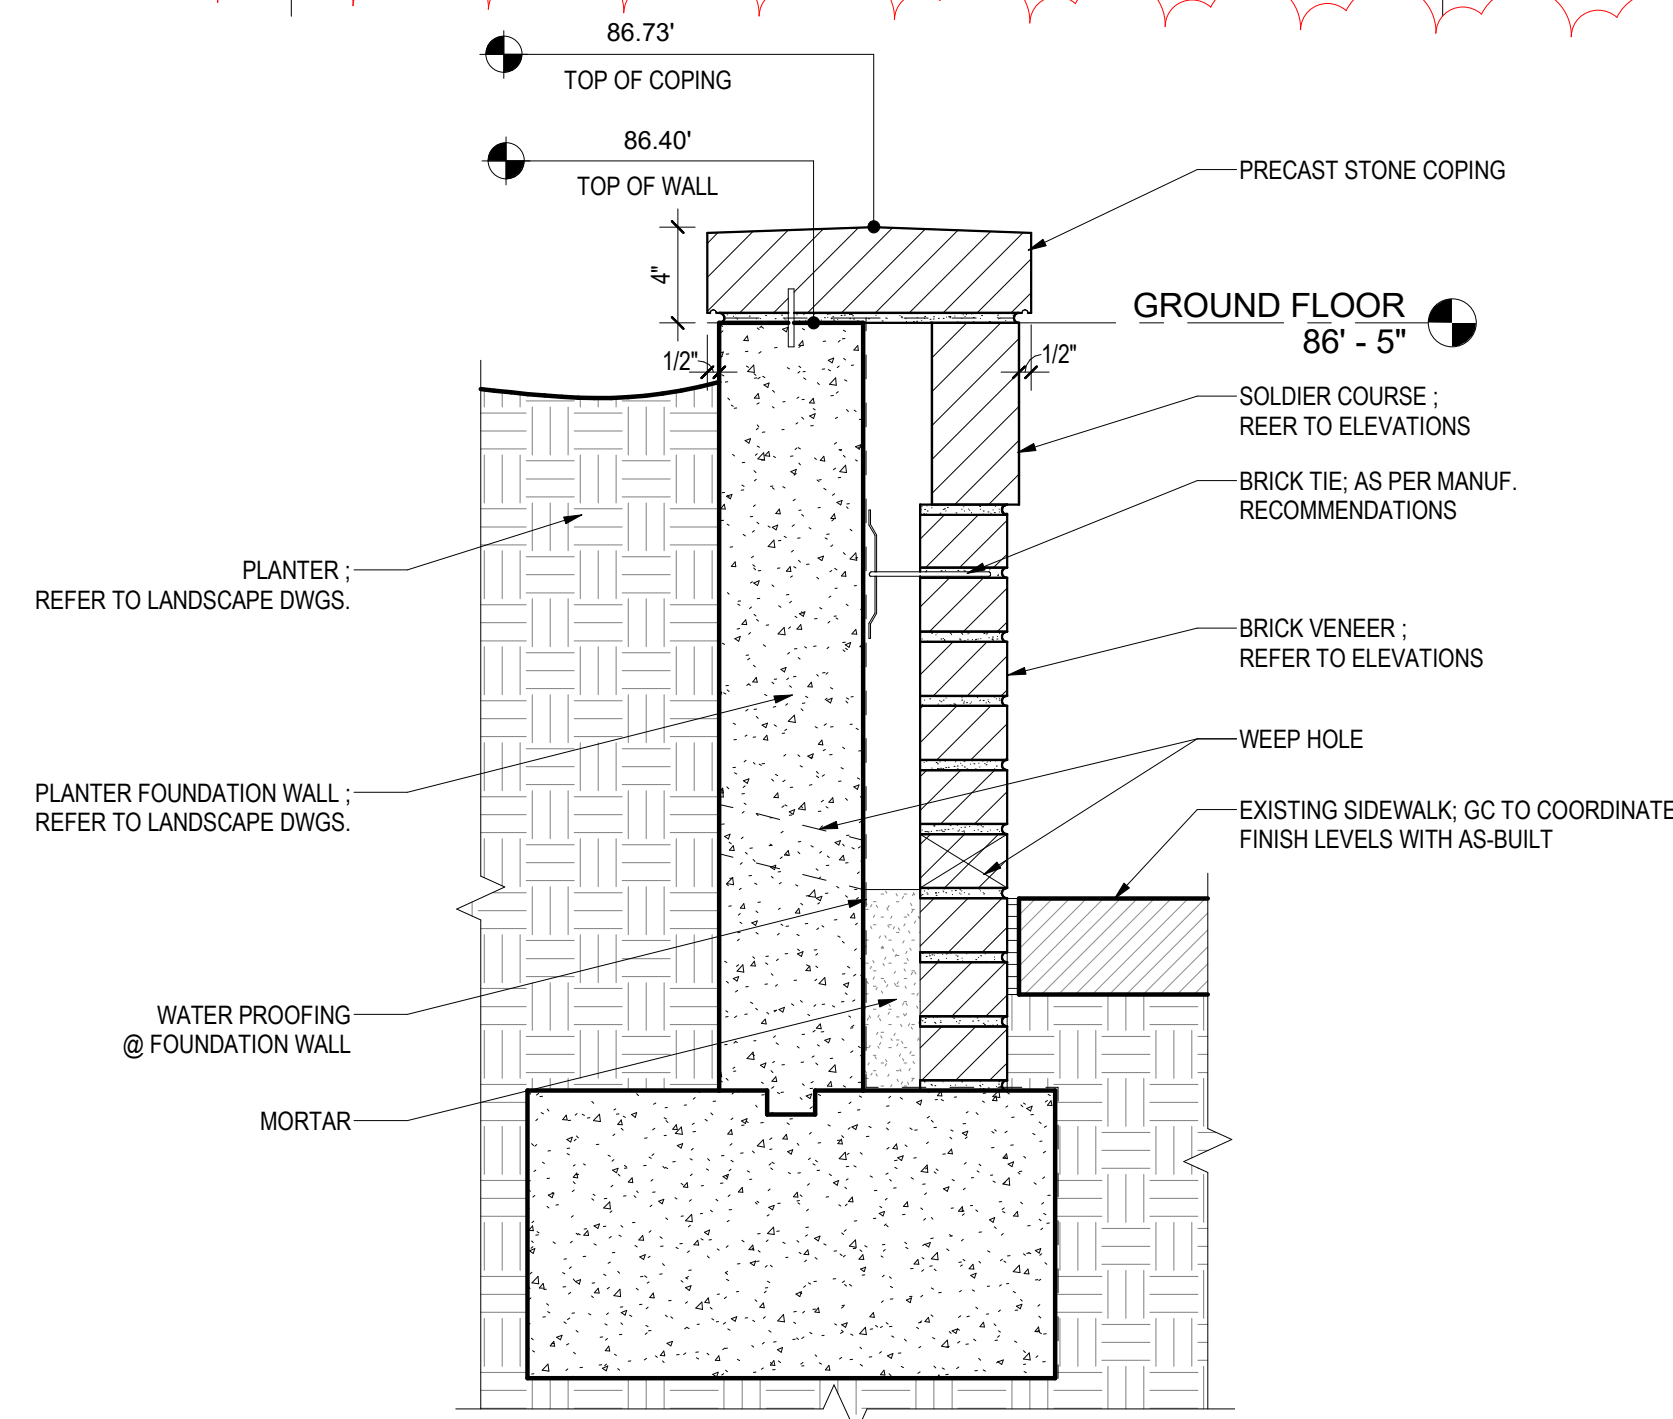 86.73'
TOP OF COPING
86.40'
TOP OF WALL
PRECAST STONE COPING
4"
GROUND FLOOR
86' - 5"
1/2"
1/2"
SOLDIER COURSE ;
REER TO ELEVATIONS
BRICK TIE; AS PER MANUF.
RECOMMENDATIONS
PLANTER ;
REFER TO LANDSCAPE DWGS.
BRICK VENEER ;
REFER TO ELEVATIONS
WEEP HOLE
PLANTER FOUNDATION WALL ;
REFER TO LANDSCAPE DWGS.
EXISTING SIDEWALK; GC TO COORDINATE
FINISH LEVELS WITH AS-BUILT
WATER PROOFING
@ FOUNDATION WALL
MORTAR